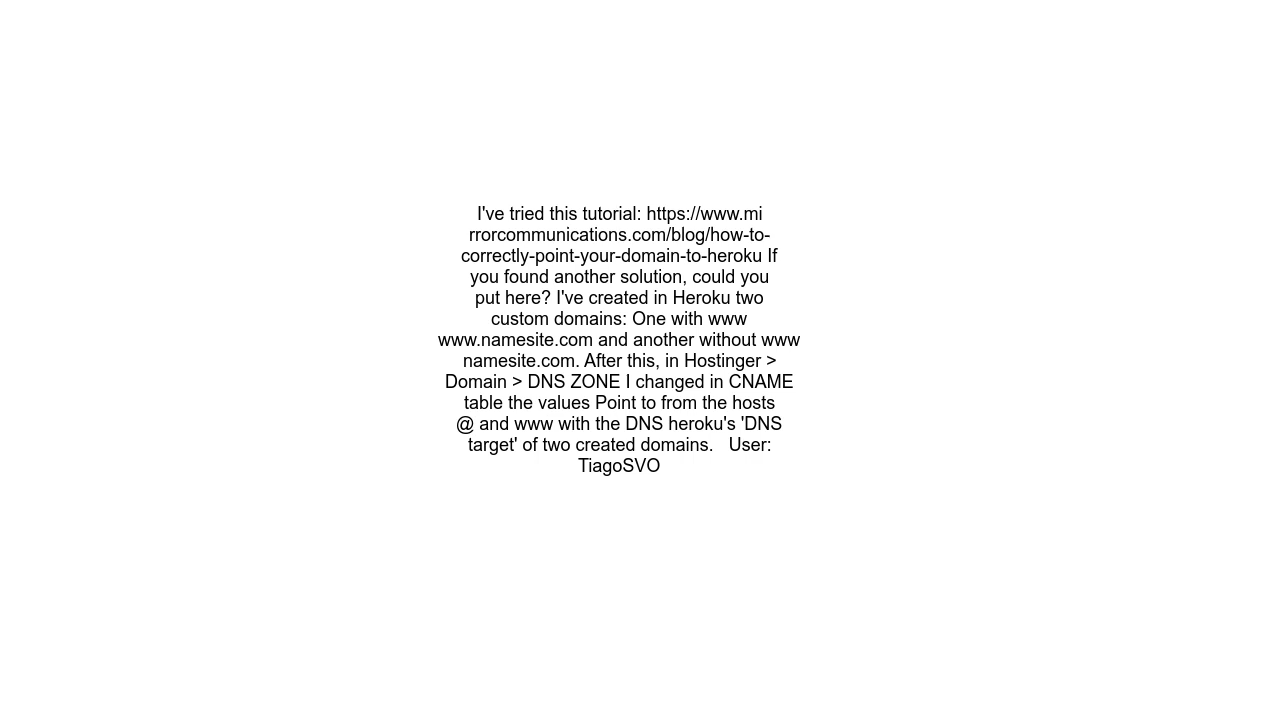 I've tried this tutorial: https://www.mi
rrorcommunications.com/blog/how-to-
correctly-point-your-domain-to-heroku If
you found another solution, could you
put here? I've created in Heroku two
custom domains: One with www
www.namesite.com and another without www
namesite.com. After this, in Hostinger >
Domain > DNS ZONE I changed in CNAME
table the values Point to from the hosts
@ and www with the DNS heroku's 'DNS
target' of two created domains.   User:
TiagoSVO